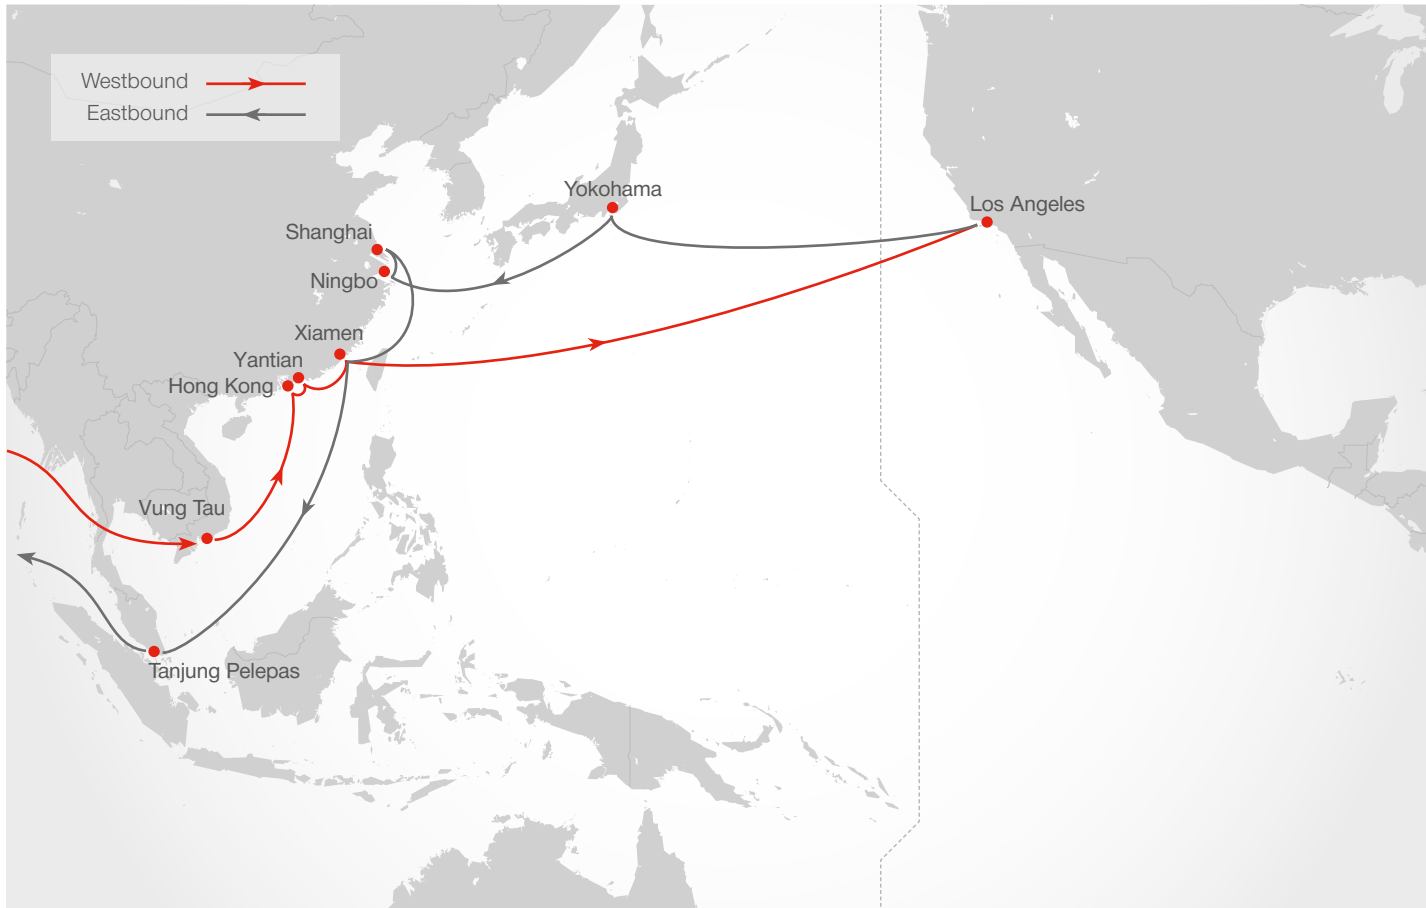 Westbound
Eastbound
Yokohama
Los Angeles
Shanghai
Ningbo
Xiamen
Yantian
Hong Kong
Vung Tau
Tanjung Pelepas